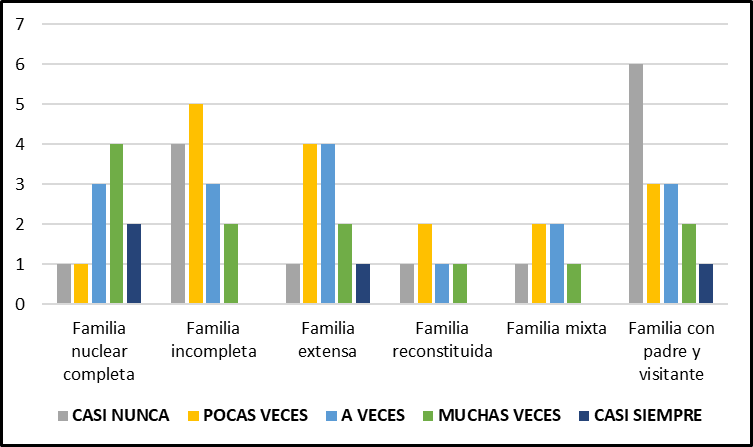 7
6
5
4
3
2
1
0
Familia nuclear completa
Familia incompleta
Familia extensa
Familia reconstituida
Familia mixta
Familia con padre y visitante
CASI NUNCA POCAS VECES A VECES MUCHAS VECES CASI SIEMPRE